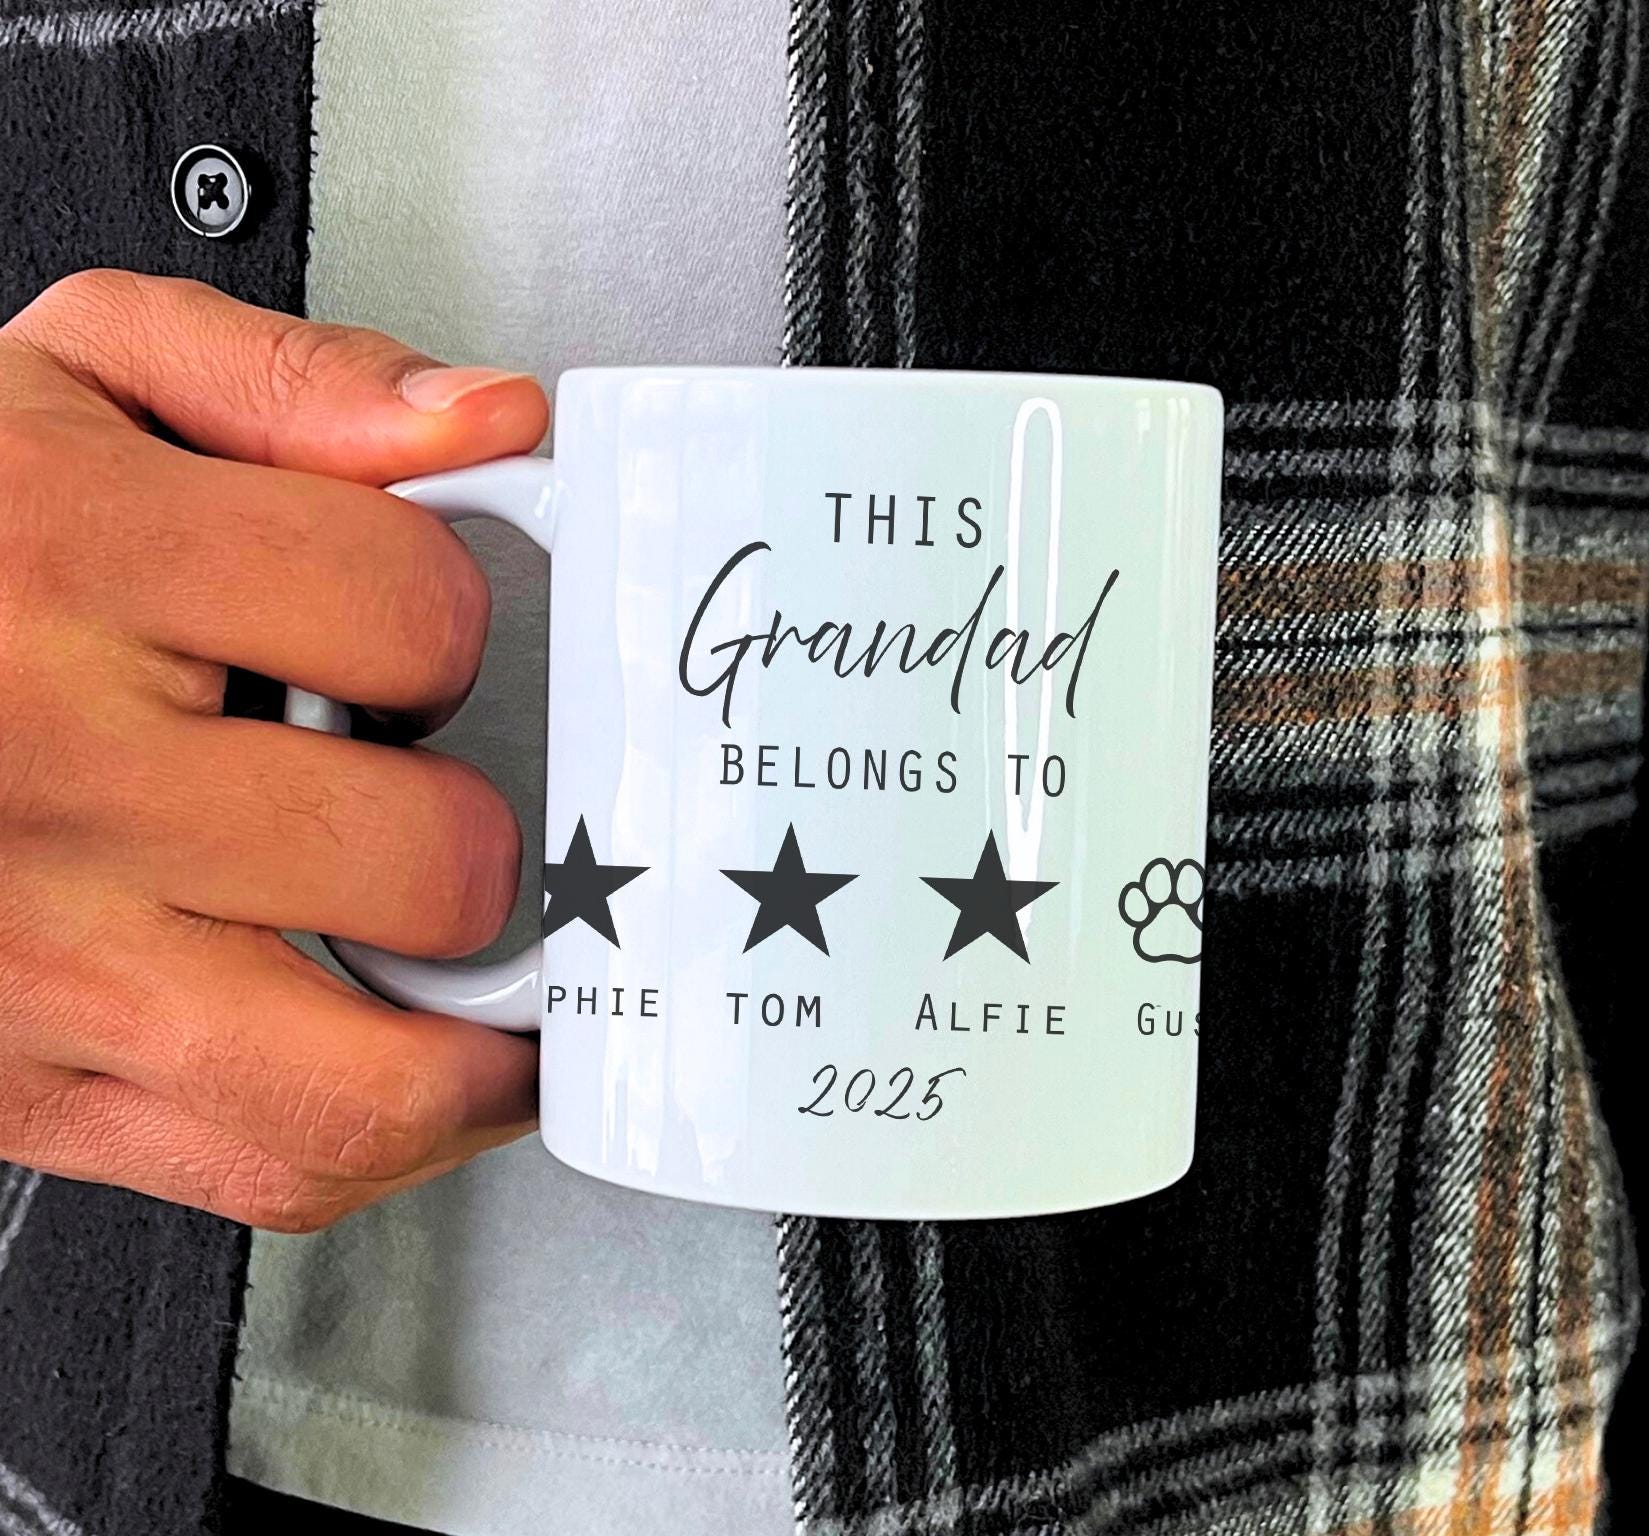 THIS
Grandad
BELONGS TO
PHIE TOM ALFIE GUS
2025